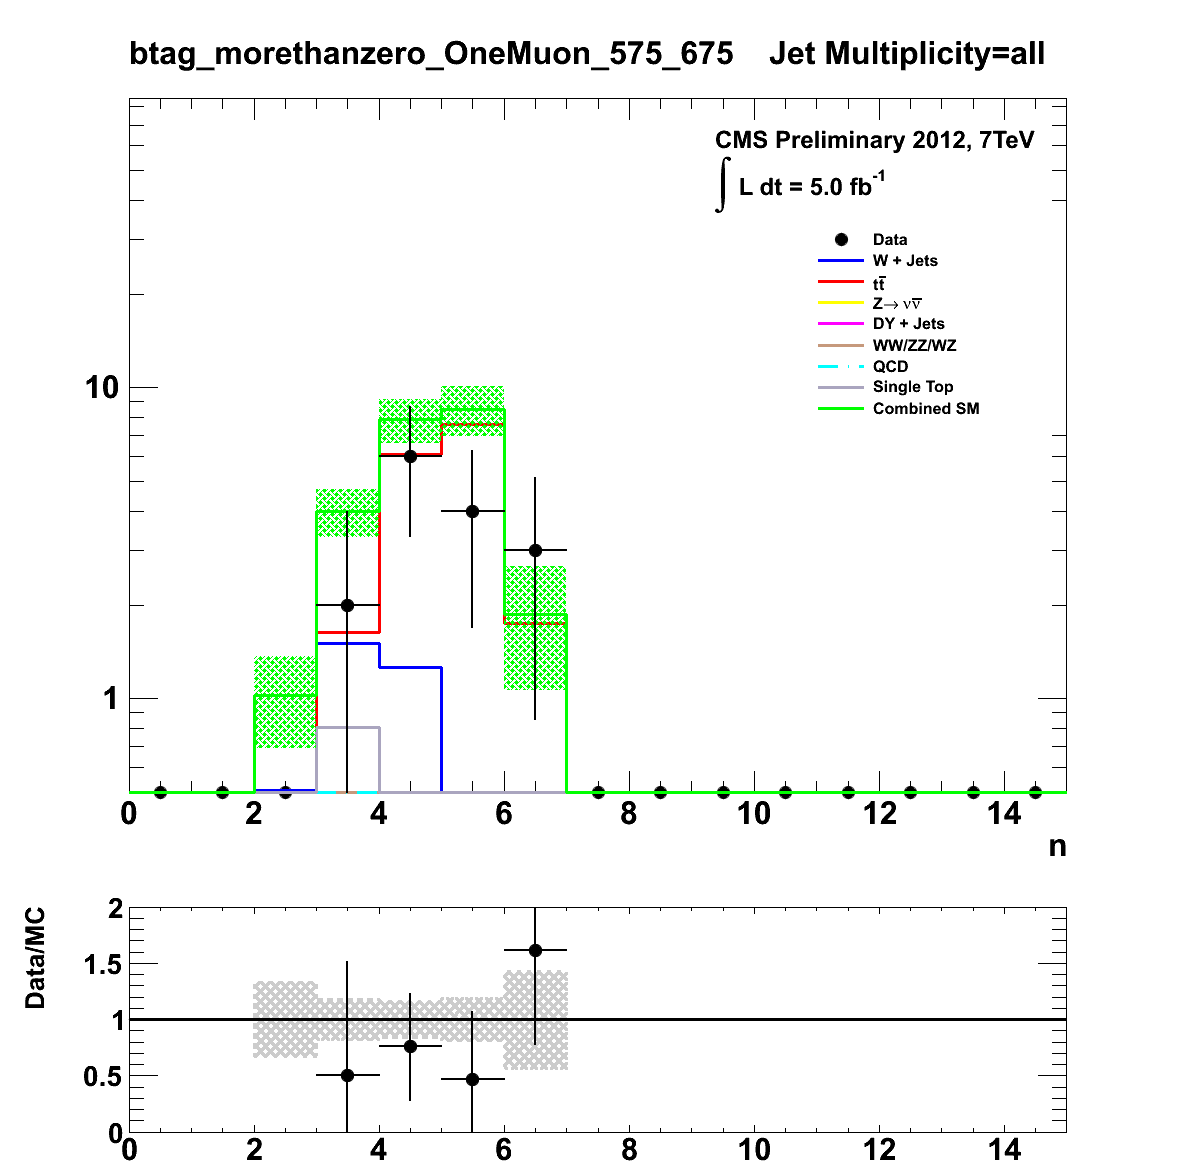 btag_morethanzero_OneMuon_575_675 Jet Multiplicity=all
CMS Preliminary 2012, 7TeV
∫ L dt = 5.0 fb⁻¹
Data
W + Jets
tt̅
Z→ νν̅
DY + Jets
WW/ZZ/WZ
QCD
Single Top
Combined SM
10
1
0 2 4 6 8 10 12 14
n
Data/MC
2
1.5
1
0.5
0
0 2 4 6 8 10 12 14